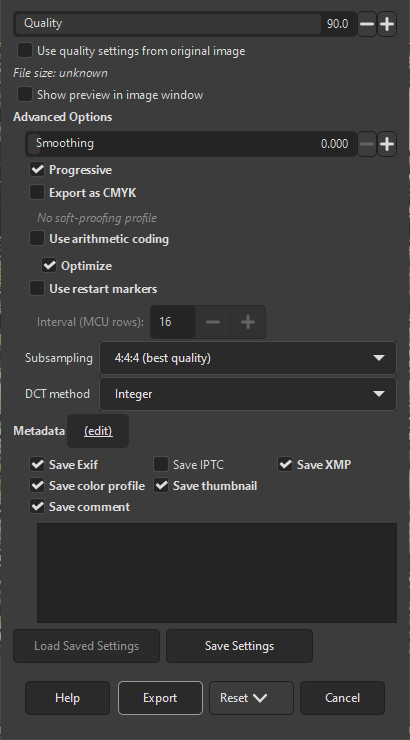 Quality 90.0
Use quality settings from original image
File size: unknown
Show preview in image window
Advanced Options
Smoothing 0.000
Progressive
Export as CMYK
No soft-proofing profile
Use arithmetic coding
Optimize
Use restart markers
Interval (MCU rows): 16
Subsampling 4:4:4 (best quality)
DCT method Integer
Metadata (edit)
Save Exif Save IPTC Save XMP
Save color profile Save thumbnail
Save comment
Load Saved Settings Save Settings
Help Export Reset Cancel